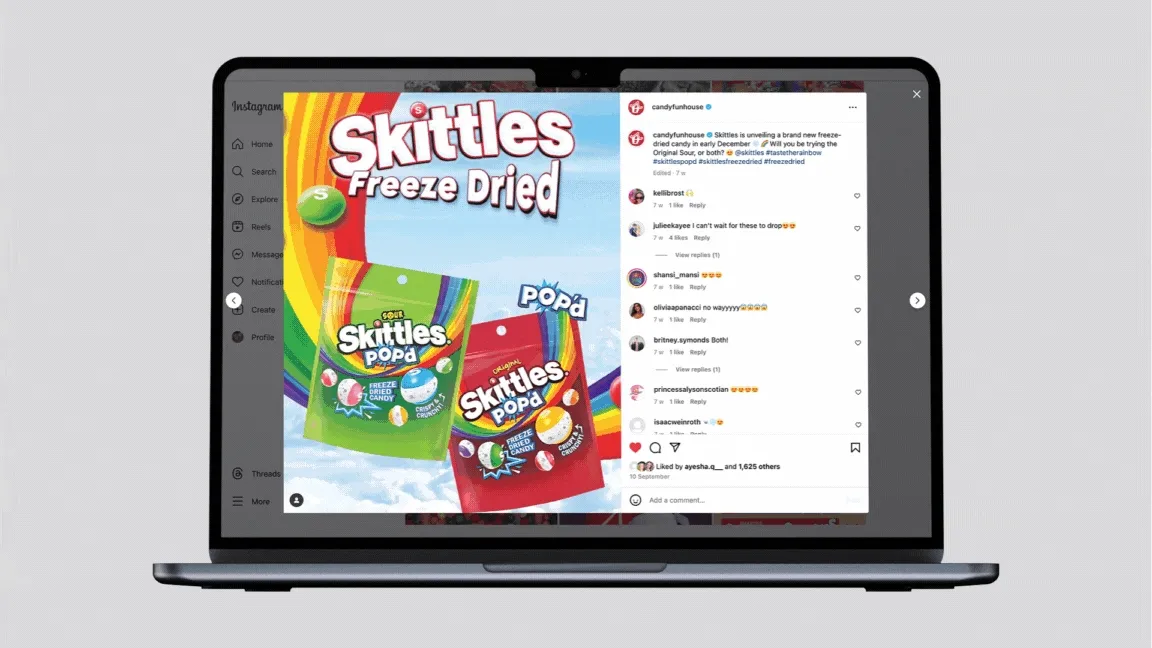 Instagram
Home
Search
Explore
Reels
Message
Notificati
Create
Profile
Threads
More
Skittles
Freeze Dried
S
POP'd
SOUR
Skittles.
POP'd
FREEZE
DRIED
CANDY
CRISPY &
CRUNCHY!
ORIGINAL
Skittles.
POP'd
FREEZE
DRIED
CANDY
CRISPY &
CRUNCHY!
candyfunhouse
candyfunhouse Skittles is unveiling a brand new freeze-
dried candy in early December ❄️🌈 Will you be trying the
Original Sour, or both? 😍 @skittles #tastetherainbow
#skittlespopd #skittlesfreezedried #freezedried
Edited · 7 w
kellibrost 🙌
7 w 1 like Reply
julieekayee I can't wait for these to drop😍😍
7 w 4 likes Reply
View replies (1)
shansi_mansi 😍😍😍
7 w 1 like Reply
oliviaapanacci no wayyyyy😱😱😱😱
7 w 1 like Reply
britney.symonds Both!
7 w 1 like Reply
View replies (1)
princessalysonscotian 😍😍😍😍
7 w 1 like Reply
isaacweinroth
7 w 1 like Reply
Liked by ayesha.q__ and 1,625 others
10 September
Add a comment...